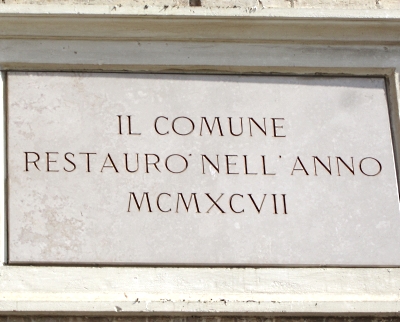 IL COMUNE
RESTAURO' NELL' ANNO
MCMXCVII